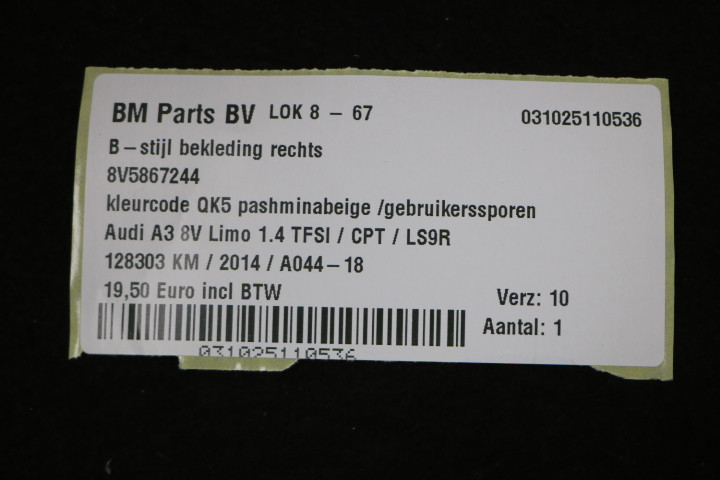 BM Parts BV LOK 8 - 67 031025110536
B-stijl bekleding rechts
8V5867244
kleurcode QK5 pashminabeige /gebruikerssporen
Audi A3 8V Limo 1.4 TFSI / CPT / LS9R
128303 KM / 2014 / A044-18
19,50 Euro incl BTW Verz: 10
Aantal: 1
031025110536